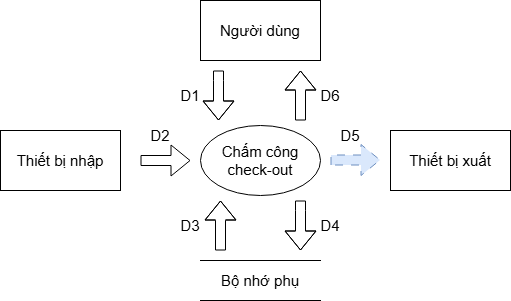 Người dùng
D1
D6
D2
D5
Thiết bị nhập
Chấm công
check-out
Thiết bị xuất
D3
D4
Bộ nhớ phụ